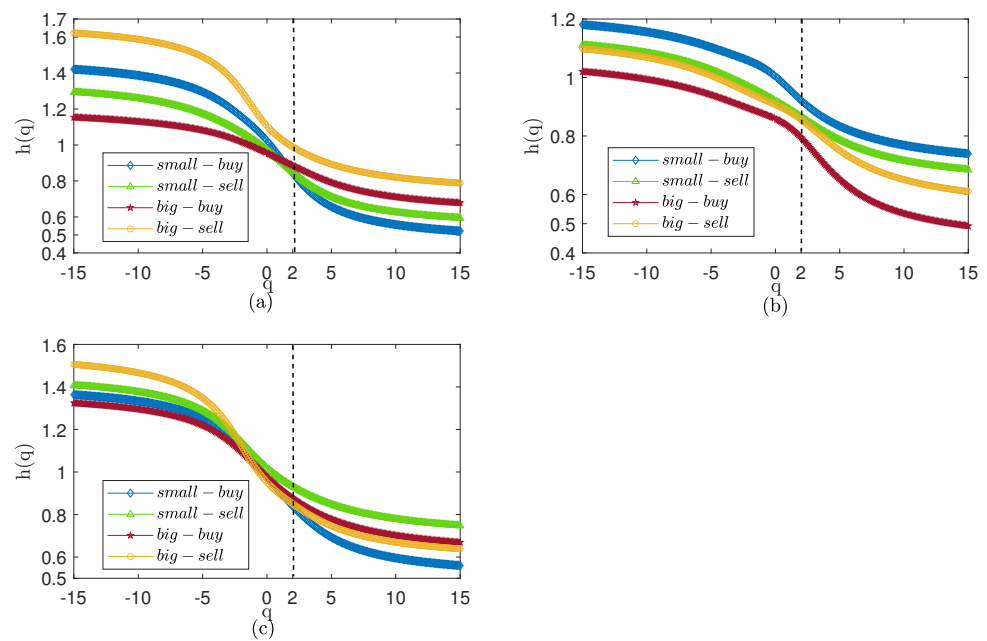 1.7
1.6
1.4
1.2
1
0.8
0.6
0.5
0.4
h(q)
-15 -10 -5 0 2 5 10 15
q
small − buy
small − sell
big − buy
big − sell
(a)
1.2
1
0.8
0.6
0.4
h(q)
-15 -10 -5 0 2 5 10 15
q
small − buy
small − sell
big − buy
big − sell
(b)
1.6
1.4
1.2
1
0.8
0.6
0.5
h(q)
-15 -10 -5 0 2 5 10 15
q
small − buy
small − sell
big − buy
big − sell
(c)